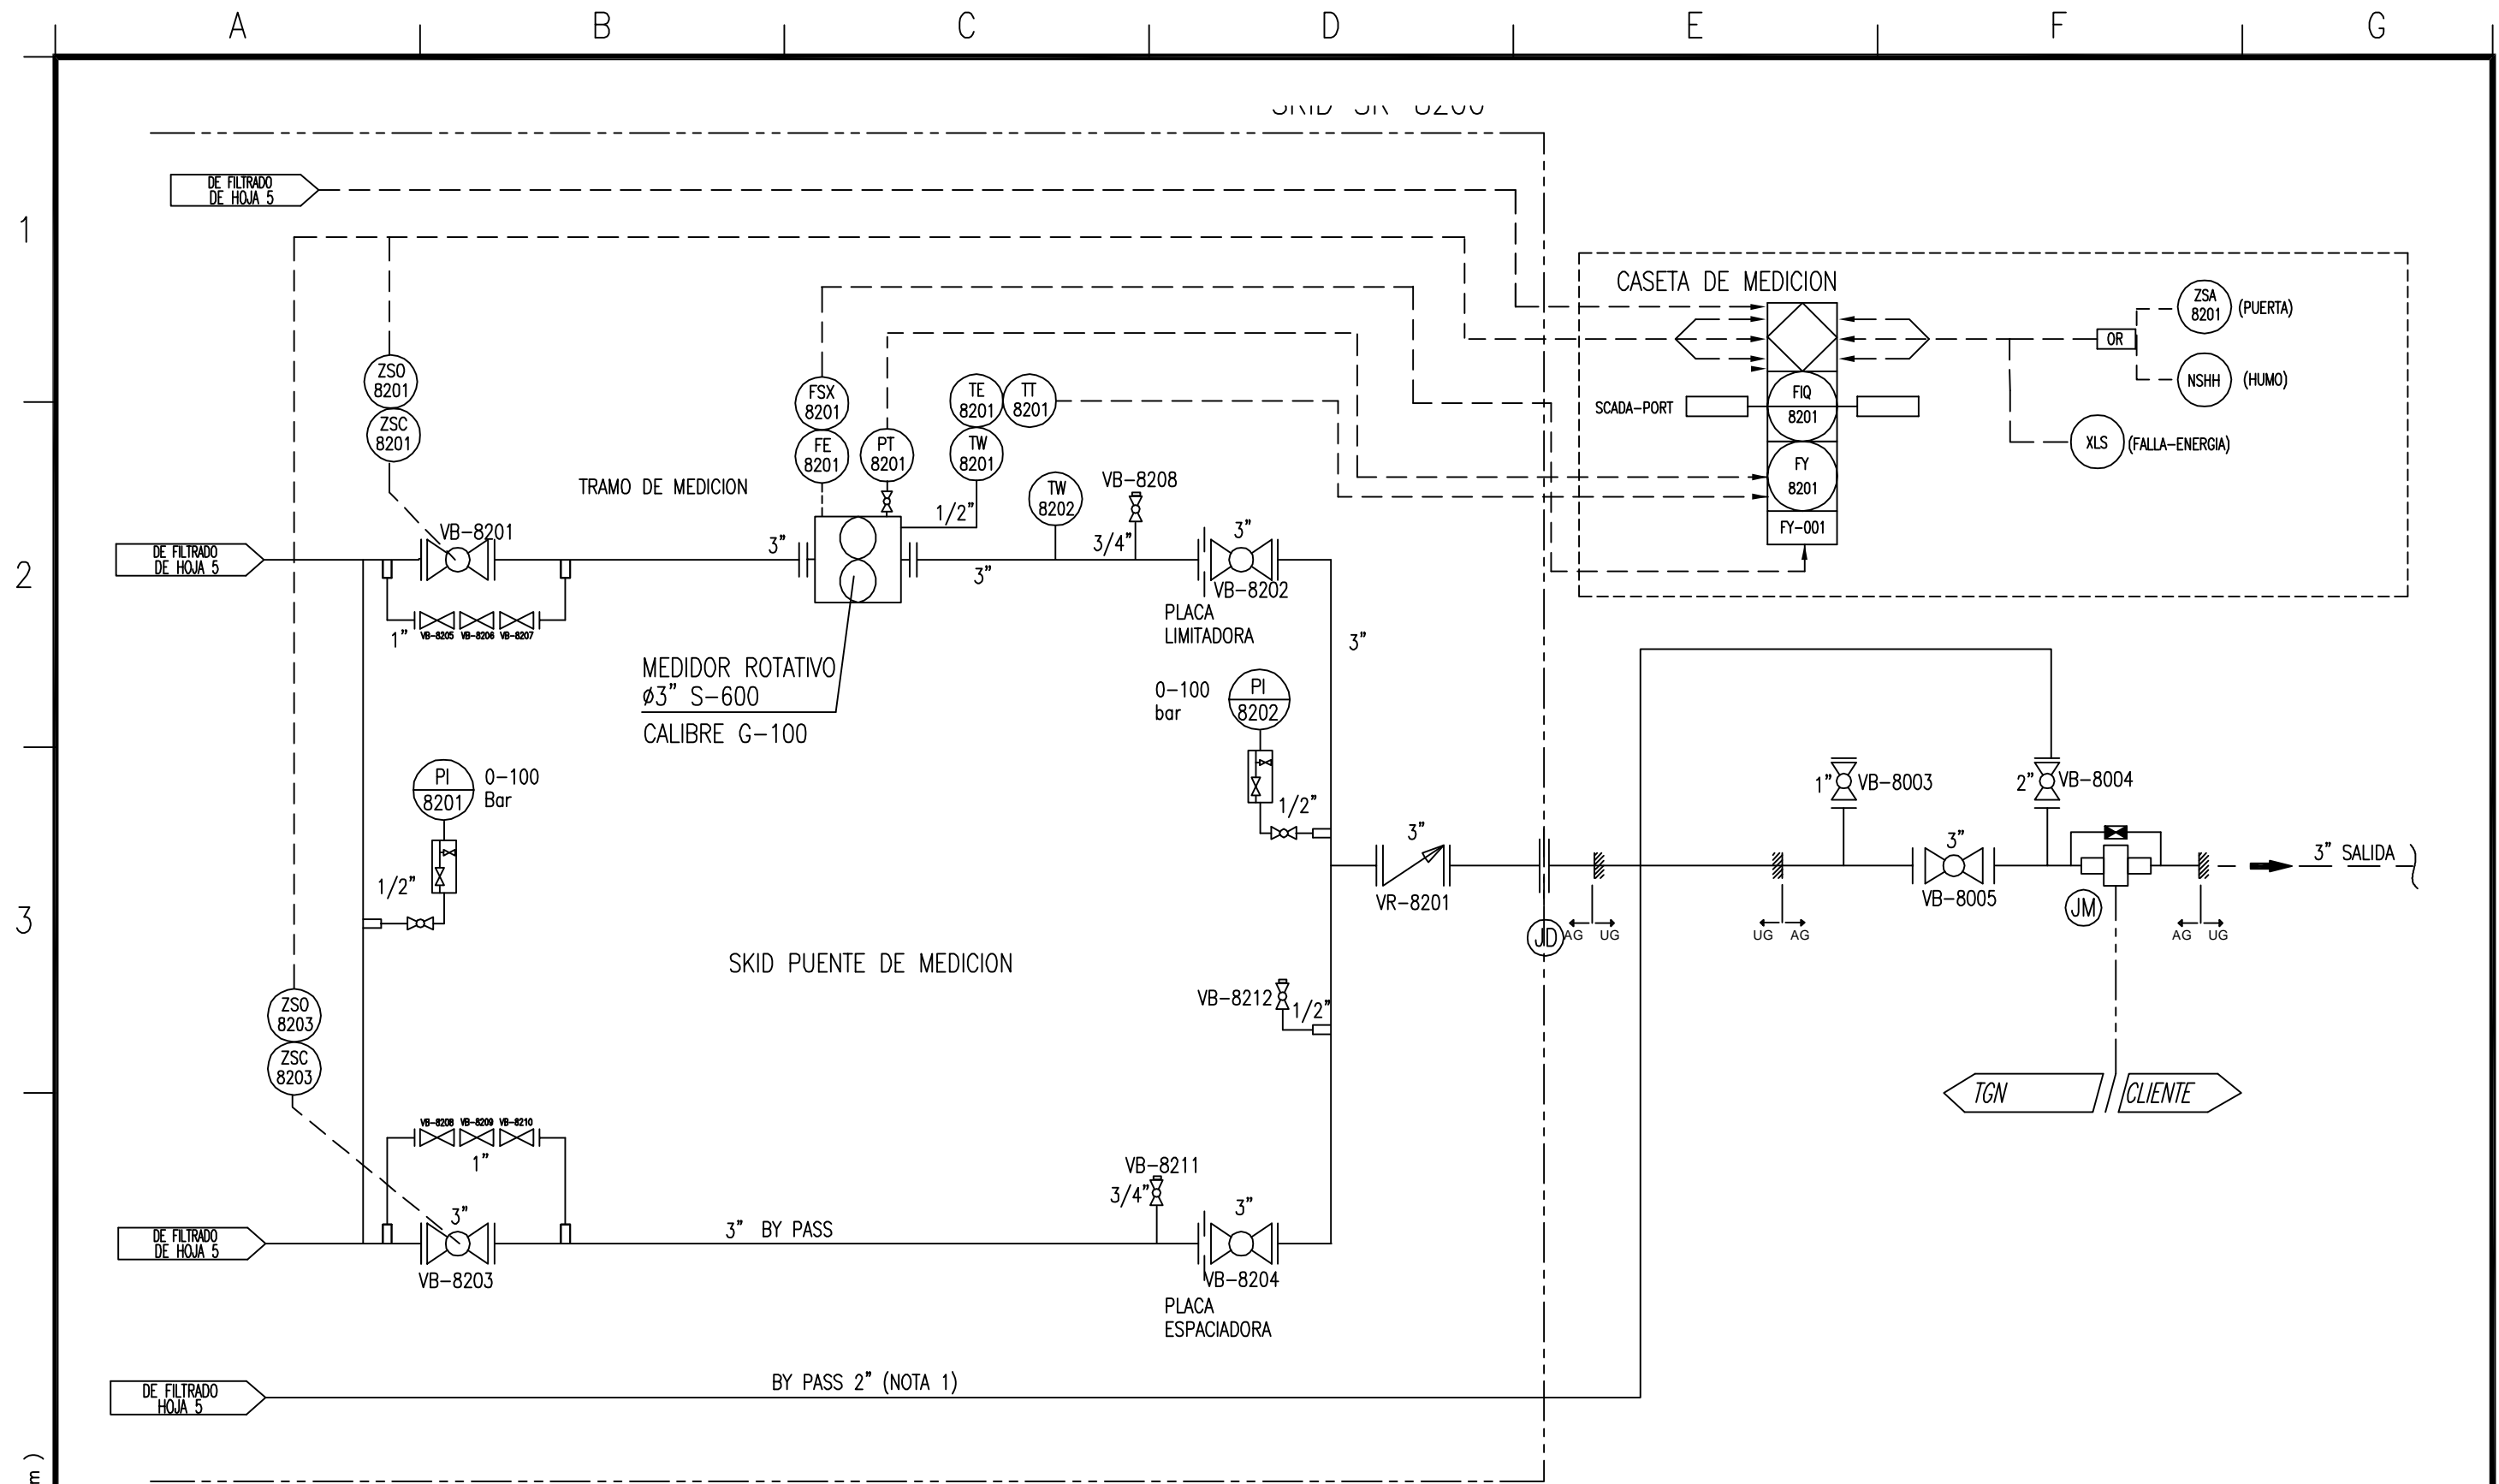 A B C D E F G
1
2
3
DE FILTRADO
DE HOJA 5
CASETA DE MEDICION
ZSA
8201
(PUERTA)
OR
NSHH
(HUMO)
XLS
(FALLA-ENERGIA)
SCADA-PORT
FIQ
8201
FY
8201
FY-001
ZSO
8201
ZSC
8201
FSX
8201
FE
8201
PT
8201
TE
8201
TT
8201
TW
8201
TW
8202
VB-8208
TRAMO DE MEDICION
1/2"
3/4"
DE FILTRADO
DE HOJA 5
VB-8201
3"
3"
3"
VB-8202
PLACA
LIMITADORA
3"
1"
VB-8205 VB-8206 VB-8207
MEDIDOR ROTATIVO
ø3" S-600
CALIBRE G-100
0-100
bar
PI
8202
1/2"
PI
8201
0-100
Bar
1/2"
3"
VR-8201
JD
AG UG
UG AG
1"
VB-8003
2"
VB-8004
3"
VB-8005
JM
AG UG
3" SALIDA
SKID PUENTE DE MEDICION
VB-8212
1/2"
ZSO
8203
ZSC
8203
TGN
CLIENTE
VB-8208 VB-8209 VB-8210
1"
VB-8211
3/4"
DE FILTRADO
DE HOJA 5
3"
VB-8203
3" BY PASS
3"
VB-8204
PLACA
ESPACIADORA
DE FILTRADO
HOJA 5
BY PASS 2" (NOTA 1)
m )